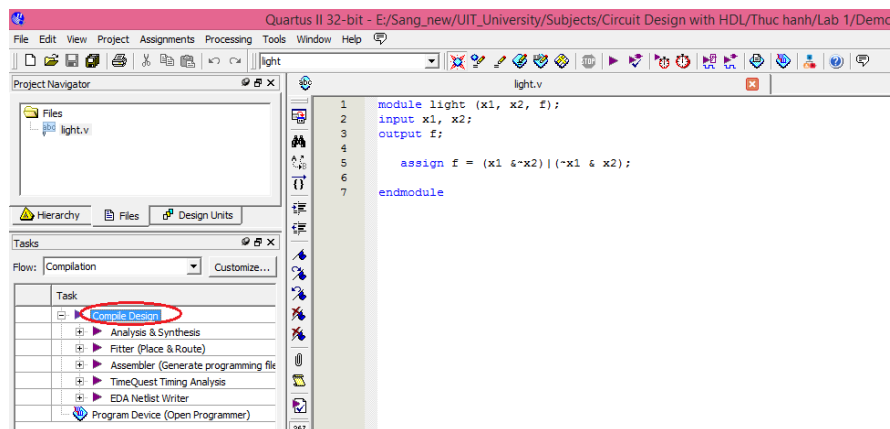 Quartus II 32-bit - E:/Sang_new/UIT_University/Subjects/Circuit Design with HDL/Thuc hanh/Lab 1/Demo
File Edit View Project Assignments Processing Tools Window Help
light
Project Navigator
light.v
Files
light.v
Hierarchy Files Design Units
Tasks
Flow: Compilation Customize...
Task
Compile Design
Analysis & Synthesis
Fitter (Place & Route)
Assembler (Generate programming file
TimeQuest Timing Analysis
EDA Netlist Writer
Program Device (Open Programmer)
1 module light (x1, x2, f);
2 input x1, x2;
3 output f;
4
5 assign f = (x1 &~x2)|(~x1 & x2);
6
7 endmodule